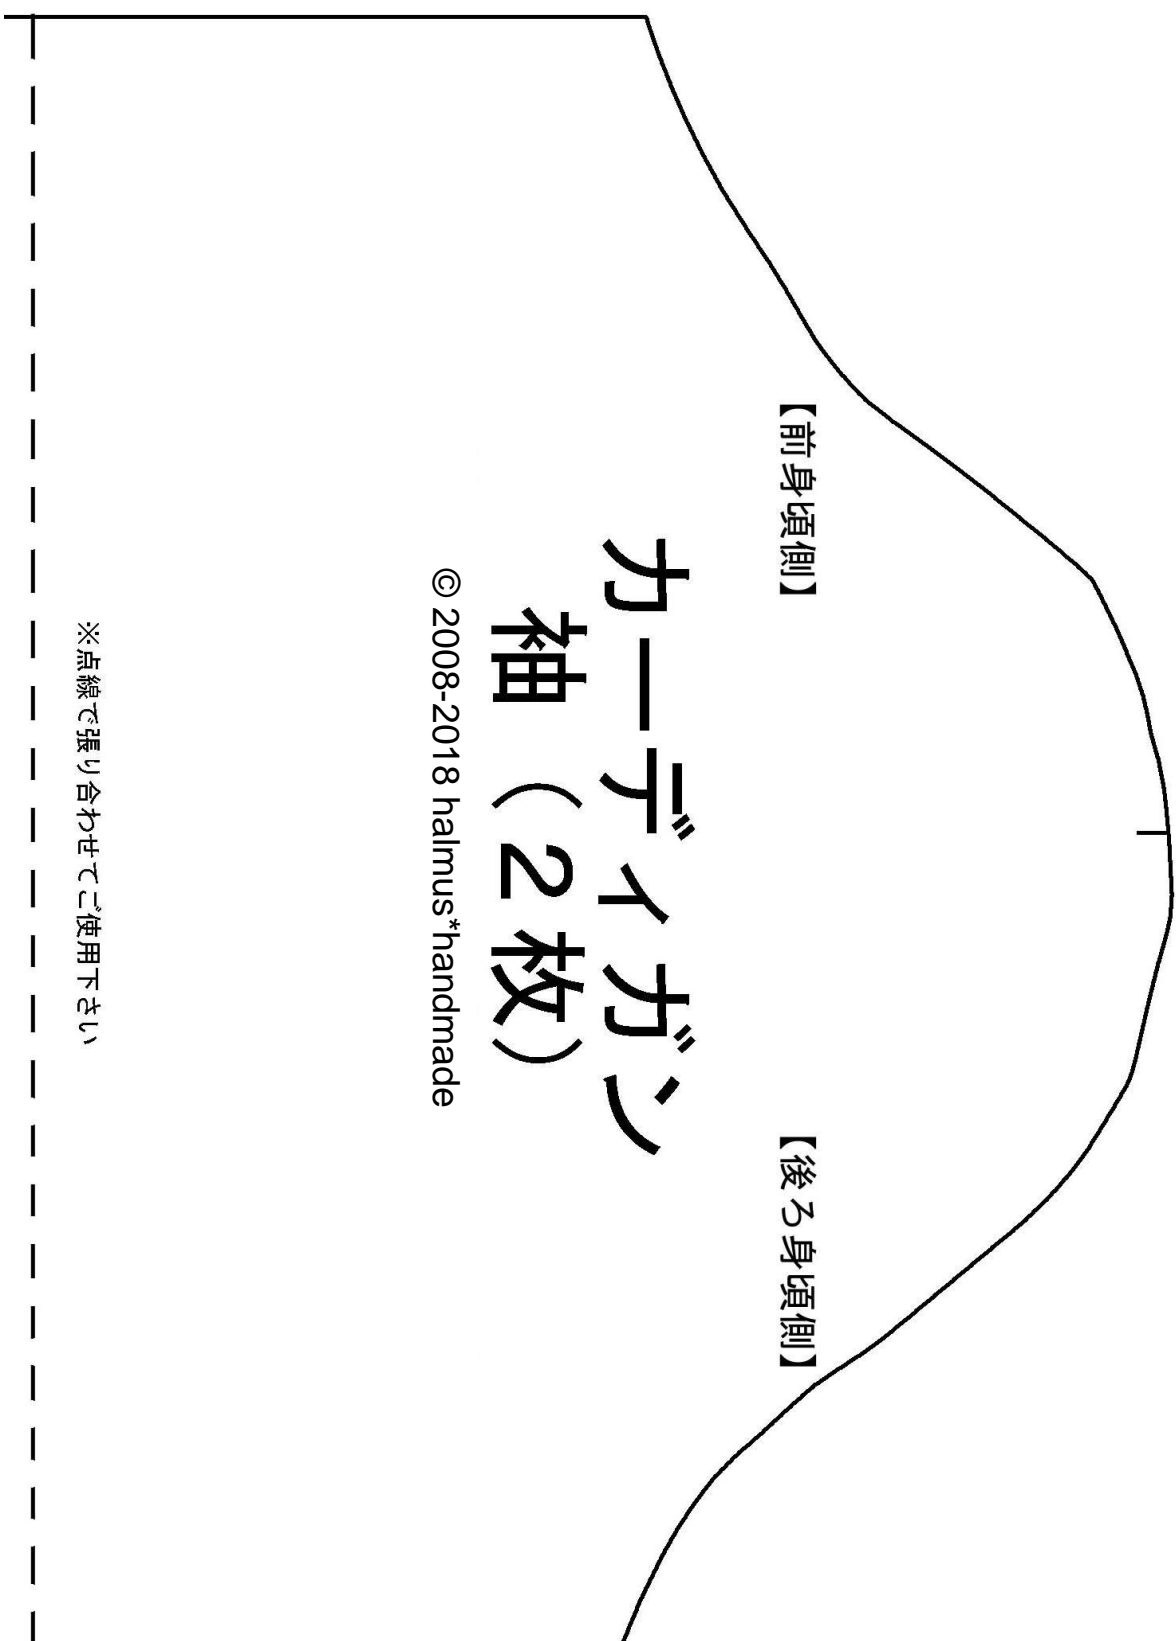 【前身頃側】
【後ろ身頃側】
カーディガン
袖（２枚）
© 2008-2018 halmus*handmade
※点線で張り合わせてご使用下さい